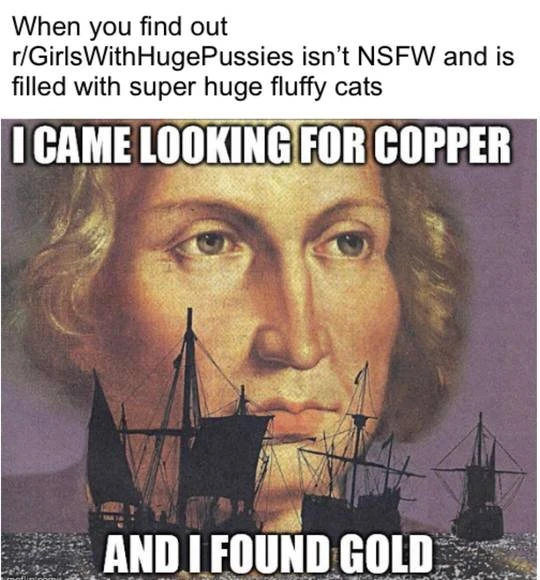 When you find out
r/GirlsWithHugePussies isn’t NSFW and is
filled with super huge fluffy cats
I CAME LOOKING FOR COPPER
AND I FOUND GOLD